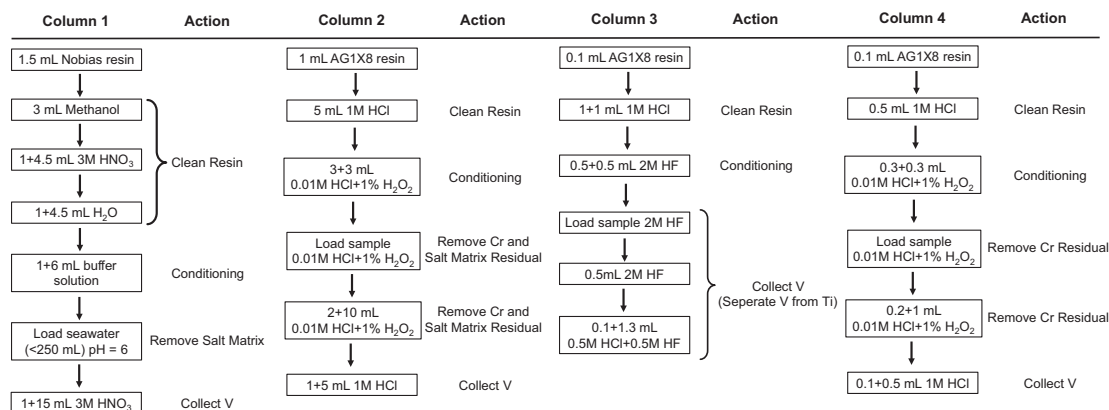 Column 1 Action Column 2 Action Column 3 Action Column 4 Action
1.5 mL Nobias resin
3 mL Methanol
1+4.5 mL 3M HNO₃
Clean Resin
1+4.5 mL H₂O
1+6 mL buffer
solution
Conditioning
Load seawater
(<250 mL) pH = 6
Remove Salt Matrix
1+15 mL 3M HNO₃
Collect V
1 mL AG1X8 resin
5 mL 1M HCl
Clean Resin
3+3 mL
0.01M HCl+1% H₂O₂
Conditioning
Load sample
0.01M HCl+1% H₂O₂
Remove Cr and
Salt Matrix Residual
2+10 mL
0.01M HCl+1% H₂O₂
Remove Cr and
Salt Matrix Residual
1+5 mL 1M HCl
Collect V
0.1 mL AG1X8 resin
1+1 mL 1M HCl
Clean Resin
0.5+0.5 mL 2M HF
Conditioning
Load sample 2M HF
0.5mL 2M HF
Collect V
(Seperate V from Ti)
0.1+1.3 mL
0.5M HCl+0.5M HF
0.1 mL AG1X8 resin
0.5 mL 1M HCl
Clean Resin
0.3+0.3 mL
0.01M HCl+1% H₂O₂
Conditioning
Load sample
0.01M HCl+1% H₂O₂
Remove Cr Residual
0.2+1 mL
0.01M HCl+1% H₂O₂
Remove Cr Residual
0.1+0.5 mL 1M HCl
Collect V